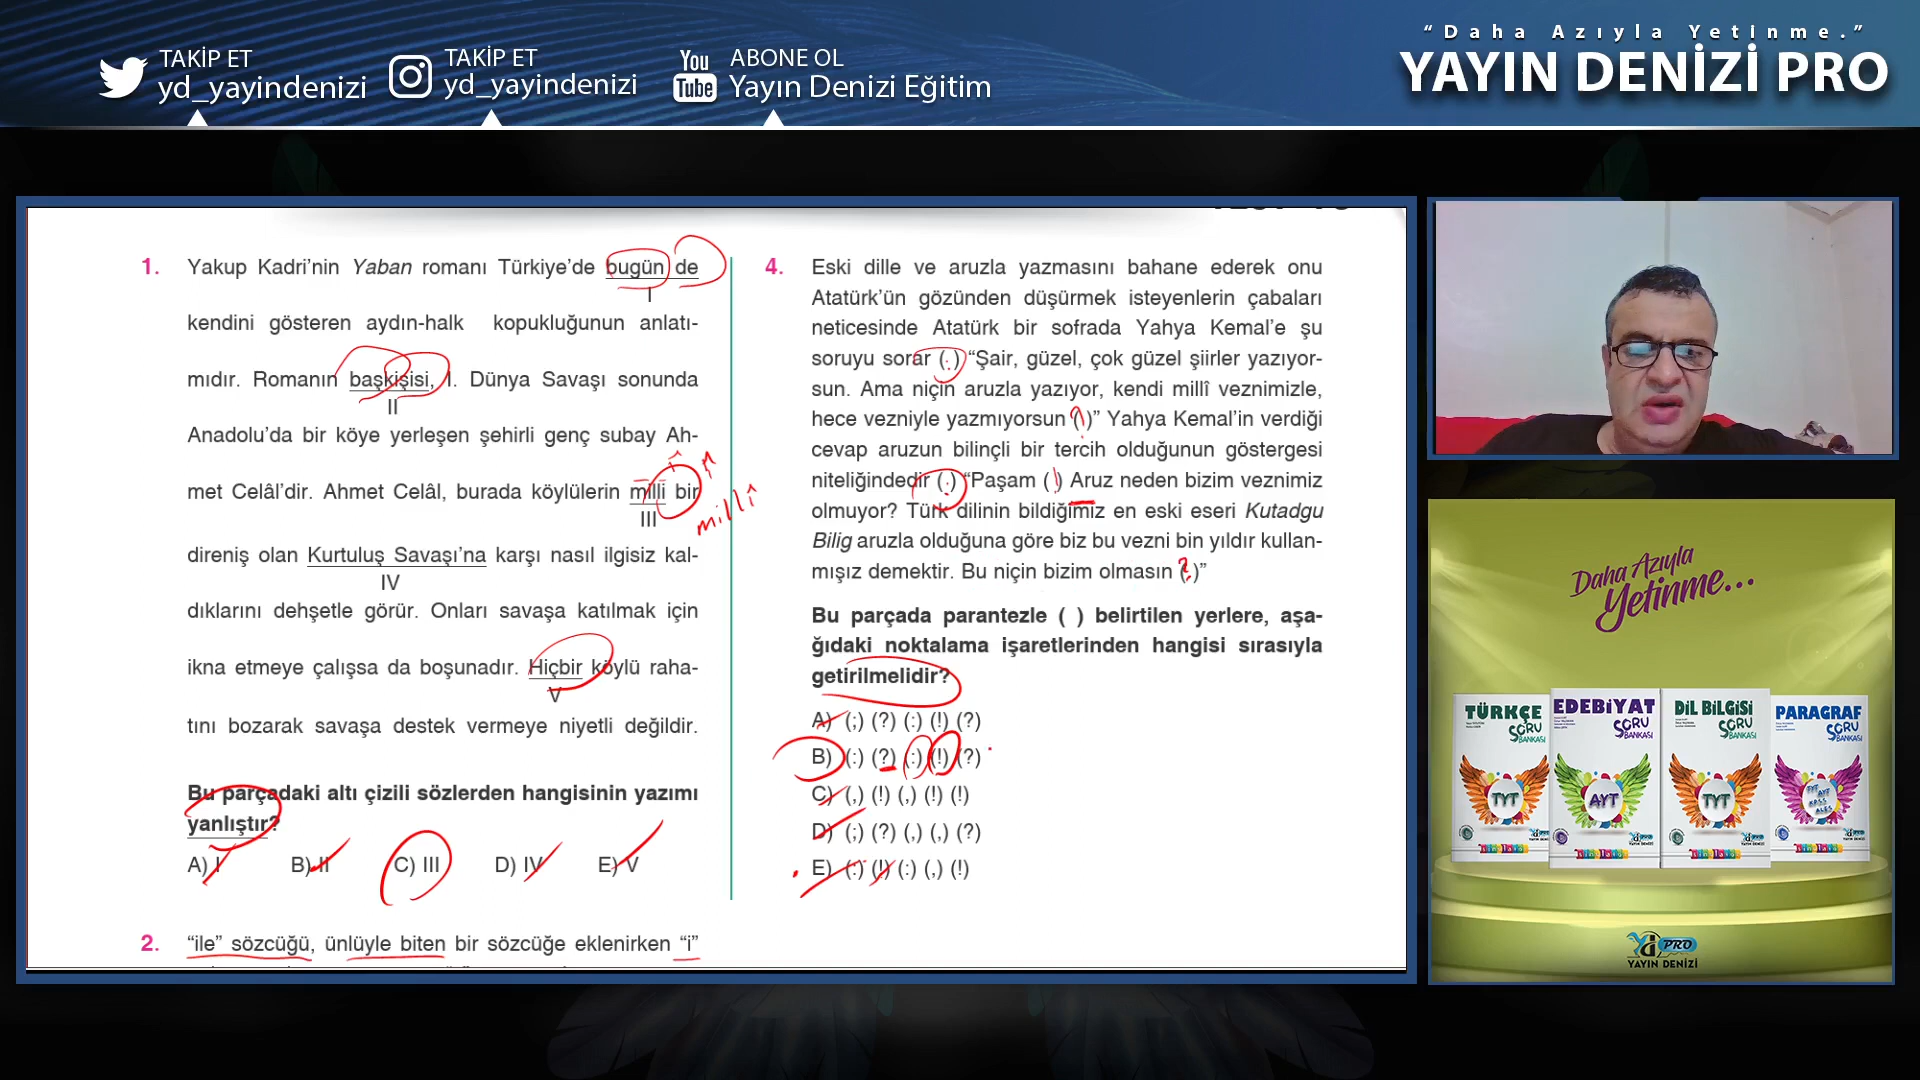 TAKİP ET
yd_yayindenizi
TAKİP ET
yd_yayindenizi
You
Tube
ABONE OL
Yayın Denizi Eğitim
“Daha Azıyla Yetinme.”
YAYIN DENİZİ PRO
1. Yakup Kadri’nin Yaban romanı Türkiye’de bugün de
I
kendini gösteren aydın-halk kopukluğunun anlatı-
mıdır. Romanın başkişisi, I. Dünya Savaşı sonunda
II
Anadolu’da bir köye yerleşen şehirli genç subay Ah-
met Celâl’dir. Ahmet Celâl, burada köylülerin milli bir
III
millî
direniş olan Kurtuluş Savaşı’na karşı nasıl ilgisiz kal-
IV
dıklarını dehşetle görür. Onları savaşa katılmak için
ikna etmeye çalışsa da boşunadır. Hiçbir köylü raha-
V
tını bozarak savaşa destek vermeye niyetli değildir.
Bu parçadaki altı çizili sözlerden hangisinin yazımı
yanlıştır?
A) I B) II C) III D) IV E) V
2. “ile” sözcüğü, ünlüyle biten bir sözcüğe eklenirken “i”
4. Eski dille ve aruzla yazmasını bahane ederek onu
Atatürk’ün gözünden düşürmek isteyenlerin çabaları
neticesinde Atatürk bir sofrada Yahya Kemal’e şu
soruyu sorar (:) “Şair, güzel, çok güzel şiirler yazıyor-
sun. Ama niçin aruzla yazıyor, kendi millî veznimizle,
hece vezniyle yazmıyorsun (?)” Yahya Kemal’in verdiği
cevap aruzun bilinçli bir tercih olduğunun göstergesi
niteliğindedir (:) “Paşam (!) Aruz neden bizim veznimiz
olmuyor? Türk dilinin bildiğimiz en eski eseri Kutadgu
Bilig aruzla olduğuna göre biz bu vezni bin yıldır kullan-
mışız demektir. Bu niçin bizim olmasın (?)”
Bu parçada parantezle ( ) belirtilen yerlere, aşa-
ğıdaki noktalama işaretlerinden hangisi sırasıyla
getirilmelidir?
A) (;) (?) (:) (!) (?)
B) (:) (?) (:) (!) (?)
C) (,) (!) (,) (!) (!)
D) (;) (?) (,) (,) (?)
E) (:) (!) (:) (,) (!)
Daha Azıyla
Yetinme...
TÜRKÇE
SORU
BANKASI
TYT
EDEBİYAT
SORU
BANKASI
AYT
DİL BİLGİSİ
SORU
BANKASI
TYT
PARAGRAF
SORU
BANKASI
PRO
YAYIN DENİZİ